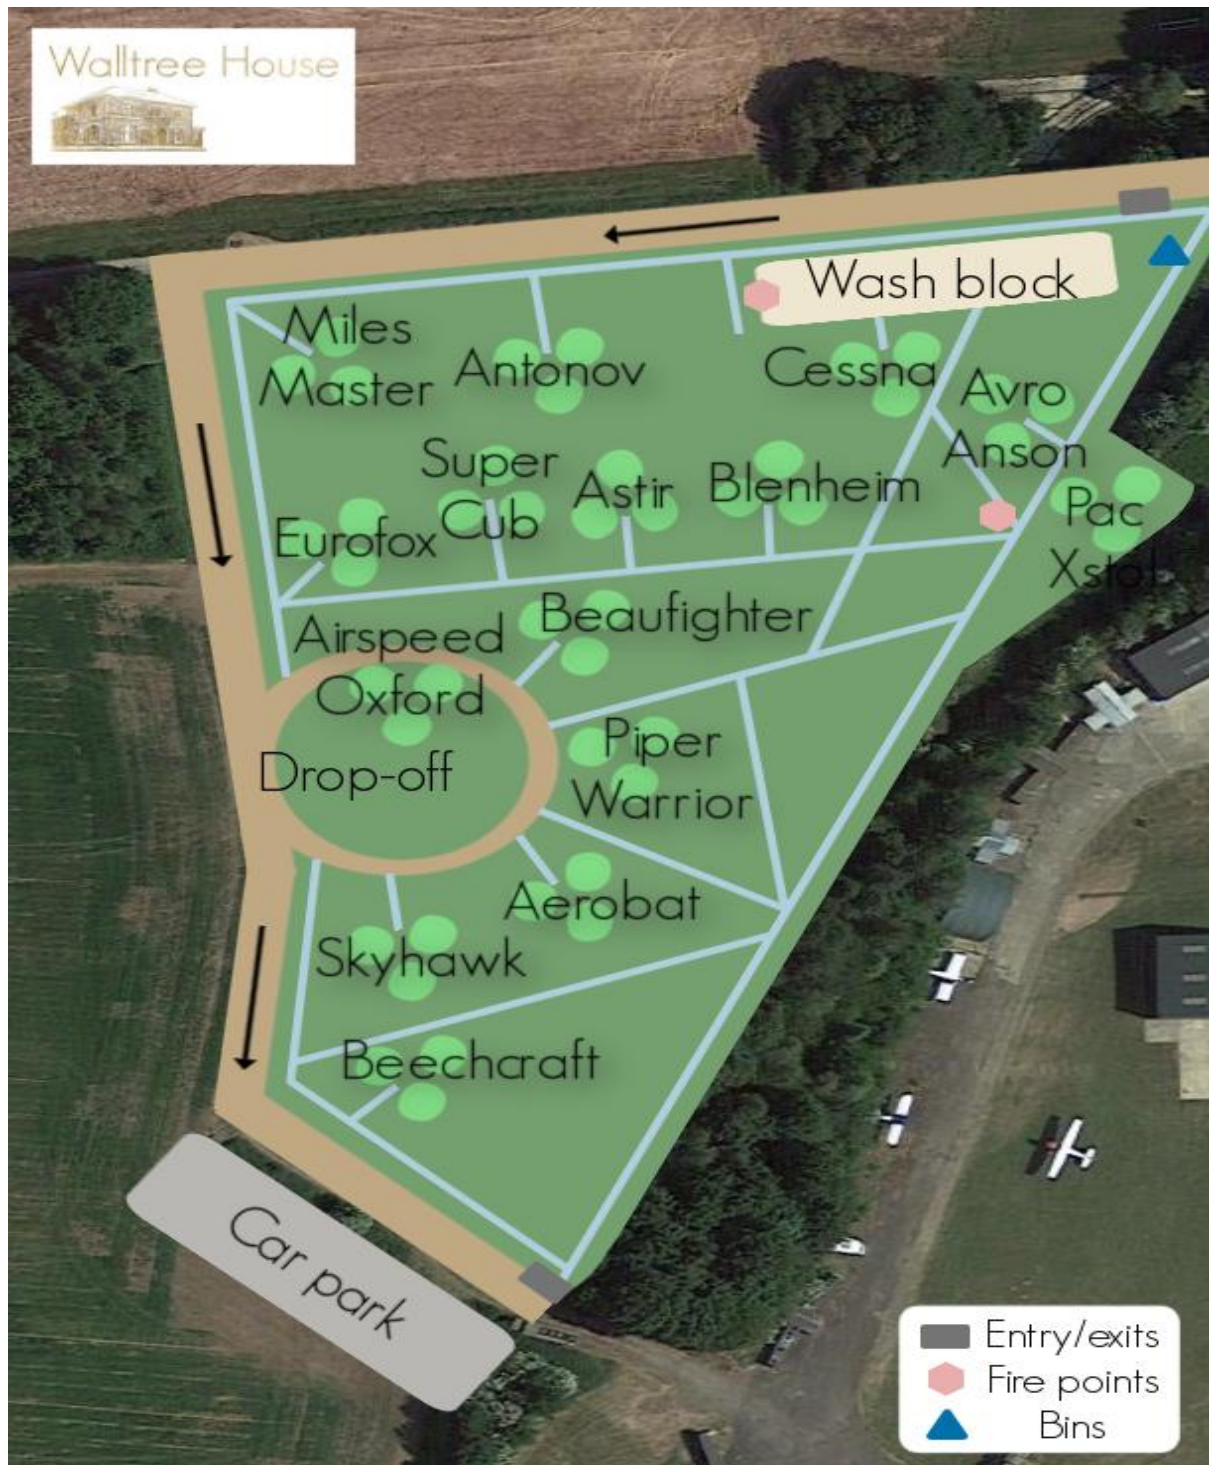 Walltree House
Wash block
Miles
Master
Antonov
Cessna
Avro
Anson
Super
Cub
Astir
Blenheim
Pac
Xstol
Eurofox
Airspeed
Oxford
Beaufighter
Drop-off
Piper
Warrior
Aerobat
Skyhawk
Beechcraft
Car park
Entry/exits
Fire points
Bins